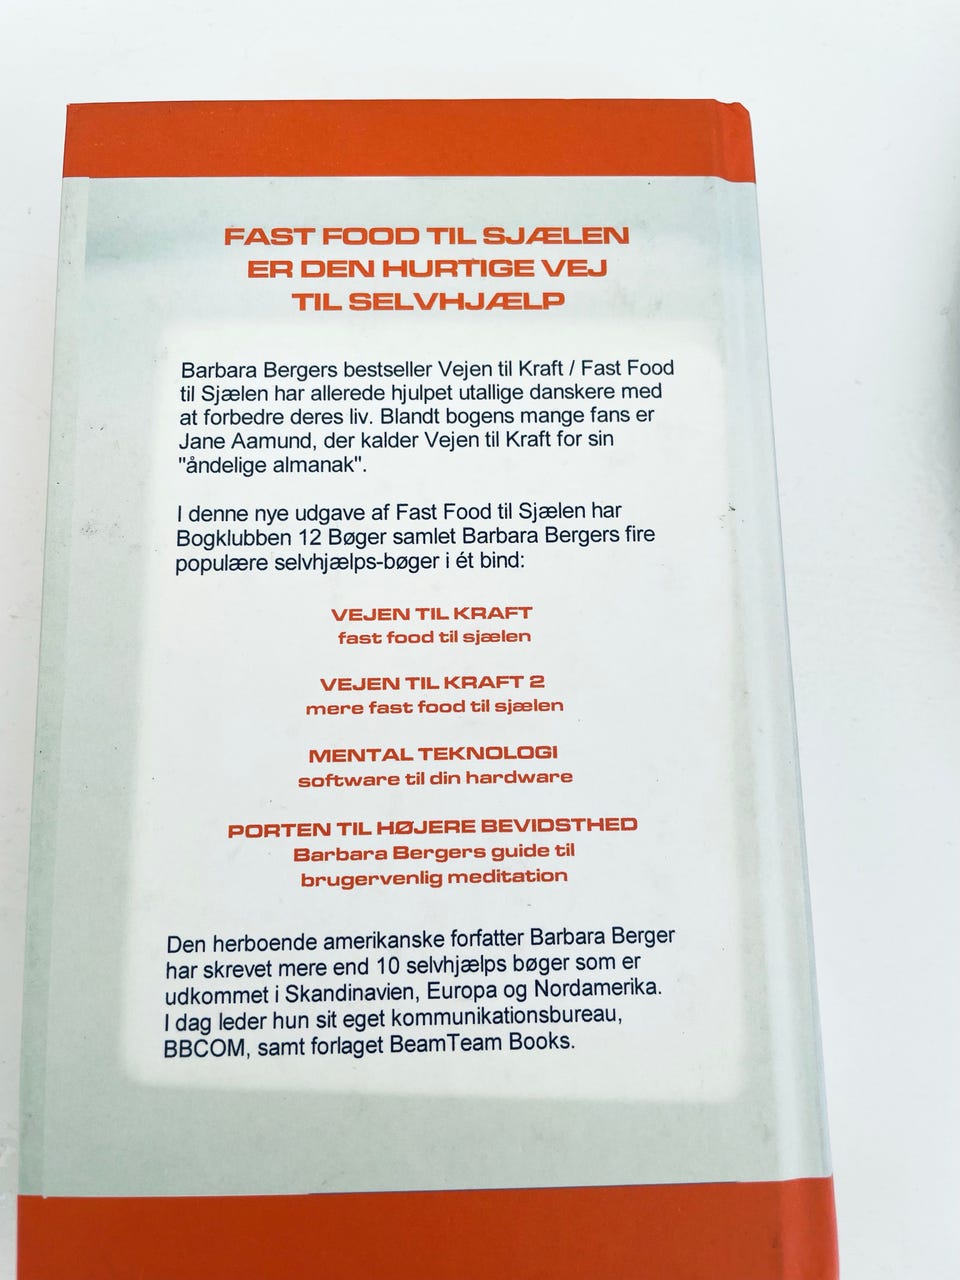 FAST FOOD TIL SJÆLEN
ER DEN HURTIGE VEJ
TIL SELVHJÆLP
Barbara Bergers bestseller Vejen til Kraft / Fast Food
til Sjælen har allerede hjulpet utallige danskere med
at forbedre deres liv. Blandt bogens mange fans er
Jane Aamund, der kalder Vejen til Kraft for sin
"åndelige almanak".
I denne nye udgave af Fast Food til Sjælen har
Bogklubben 12 Bøger samlet Barbara Bergers fire
populære selvhjælps-bøger i ét bind:
VEJEN TIL KRAFT
fast food til sjælen
VEJEN TIL KRAFT 2
mere fast food til sjælen
MENTAL TEKNOLOGI
software til din hardware
PORTEN TIL HØJERE BEVIDSTHED
Barbara Bergers guide til
brugervenlig meditation
Den herboende amerikanske forfatter Barbara Berger
har skrevet mere end 10 selvhjælps bøger som er
udkommet i Skandinavien, Europa og Nordamerika.
I dag leder hun sit eget kommunikationsbureau,
BBCOM, samt forlaget BeamTeam Books.